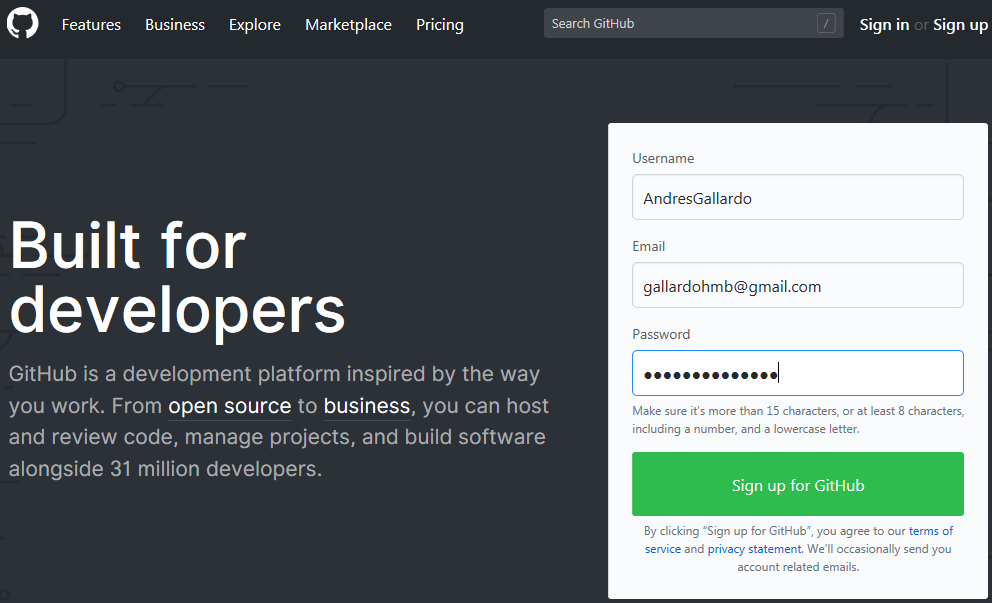 Features Business Explore Marketplace Pricing Search GitHub / Sign in or Sign up
Built for
developers
GitHub is a development platform inspired by the way
you work. From open source to business, you can host
and review code, manage projects, and build software
alongside 31 million developers.
Username
AndresGallardo
Email
gallardohmb@gmail.com
Password
●●●●●●●●●●●●●●
Make sure it's more than 15 characters, or at least 8 characters,
including a number, and a lowercase letter.
Sign up for GitHub
By clicking “Sign up for GitHub”, you agree to our terms of
service and privacy statement. We’ll occasionally send you
account related emails.